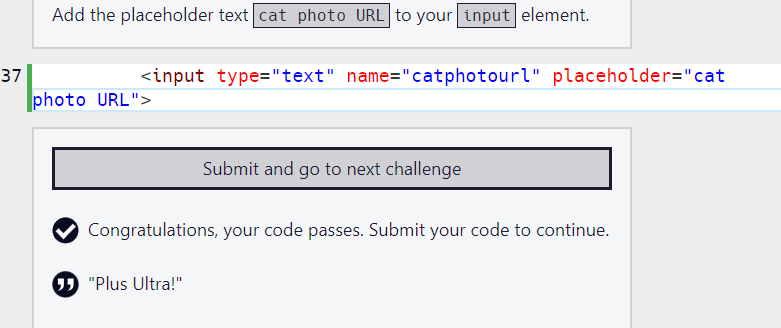 Add the placeholder text cat photo URL to your input element.
37 <input type="text" name="catphotourl" placeholder="cat
photo URL">
Submit and go to next challenge
Congratulations, your code passes. Submit your code to continue.
"Plus Ultra!"